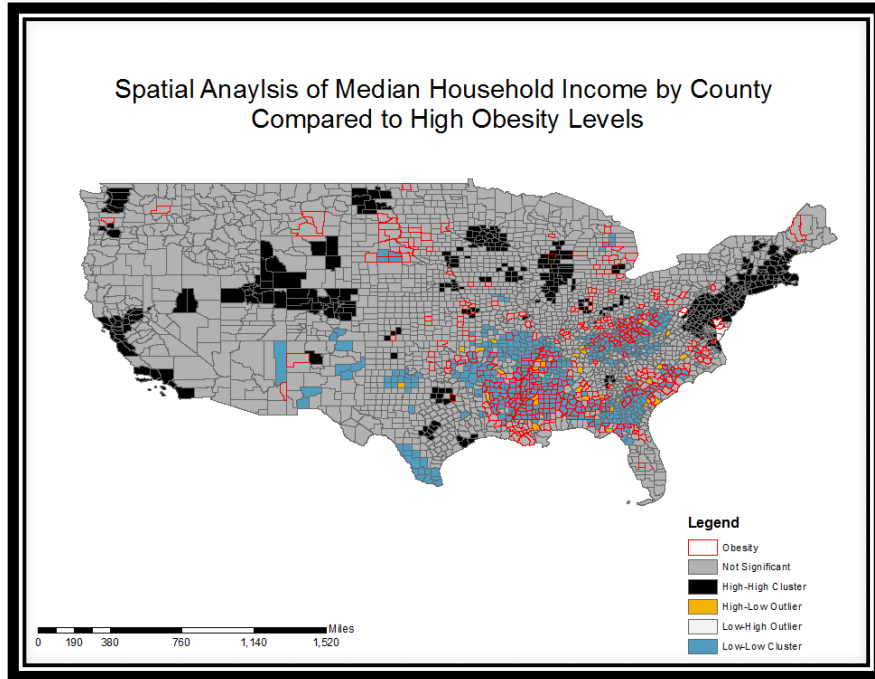 Spatial Anaylsis of Median Household Income by County
Compared to High Obesity Levels
Legend
Obesity
Not Significant
High-High Cluster
High-Low Outlier
Low-High Outlier
Low-Low Cluster
Miles
0 190 380 760 1,140 1,520